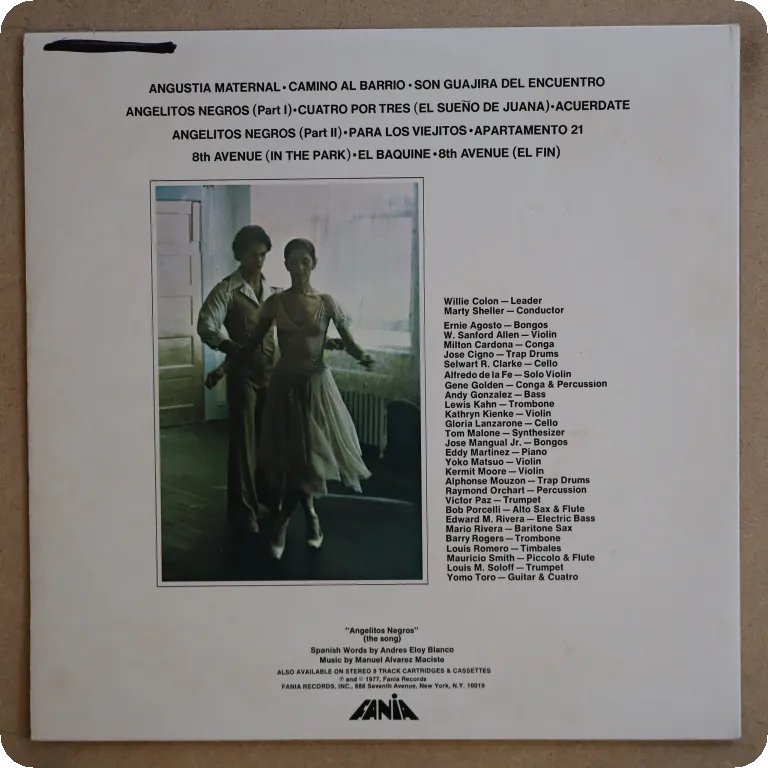 ANGUSTIA MATERNAL • CAMINO AL BARRIO • SON GUAJIRA DEL ENCUENTRO
ANGELITOS NEGROS (Part I) • CUATRO POR TRES (EL SUEÑO DE JUANA) • ACUERDATE
ANGELITOS NEGROS (Part II) • PARA LOS VIEJITOS • APARTAMENTO 21
8th AVENUE (IN THE PARK) • EL BAQUINE • 8th AVENUE (EL FIN)
Willie Colon — Leader
Marty Sheller — Conductor
Ernie Agosto — Bongos
W. Sanford Allen — Violin
Milton Cardona — Conga
Jose Cigno — Trap Drums
Selwart R. Clarke — Cello
Alfredo de la Fe — Solo Violin
Gene Golden — Conga & Percussion
Andy Gonzalez — Bass
Lewis Kahn — Trombone
Kathryn Kienke — Violin
Gloria Lanzarone — Cello
Tom Malone — Synthesizer
Jose Mangual Jr. — Bongos
Eddy Martinez — Piano
Yoko Matsuo — Violin
Kermit Moore — Violin
Alphonse Mouzon — Trap Drums
Raymond Orchart — Percussion
Victor Paz — Trumpet
Bob Porcelli — Alto Sax & Flute
Edward M. Rivera — Electric Bass
Mario Rivera — Baritone Sax
Barry Rogers — Trombone
Louis Romero — Timbales
Mauricio Smith — Piccolo & Flute
Louis M. Soloff — Trumpet
Yomo Toro — Guitar & Cuatro
"Angelitos Negros"
(the song)
Spanish Words by Andres Eloy Blanco
Music by Manuel Alvarez Maciste
ALSO AVAILABLE ON STEREO 8 TRACK CARTRIDGES & CASSETTES
℗ and © 1977, Fania Records
FANIA RECORDS, INC., 888 Seventh Avenue, New York, N.Y. 10019
FANIA